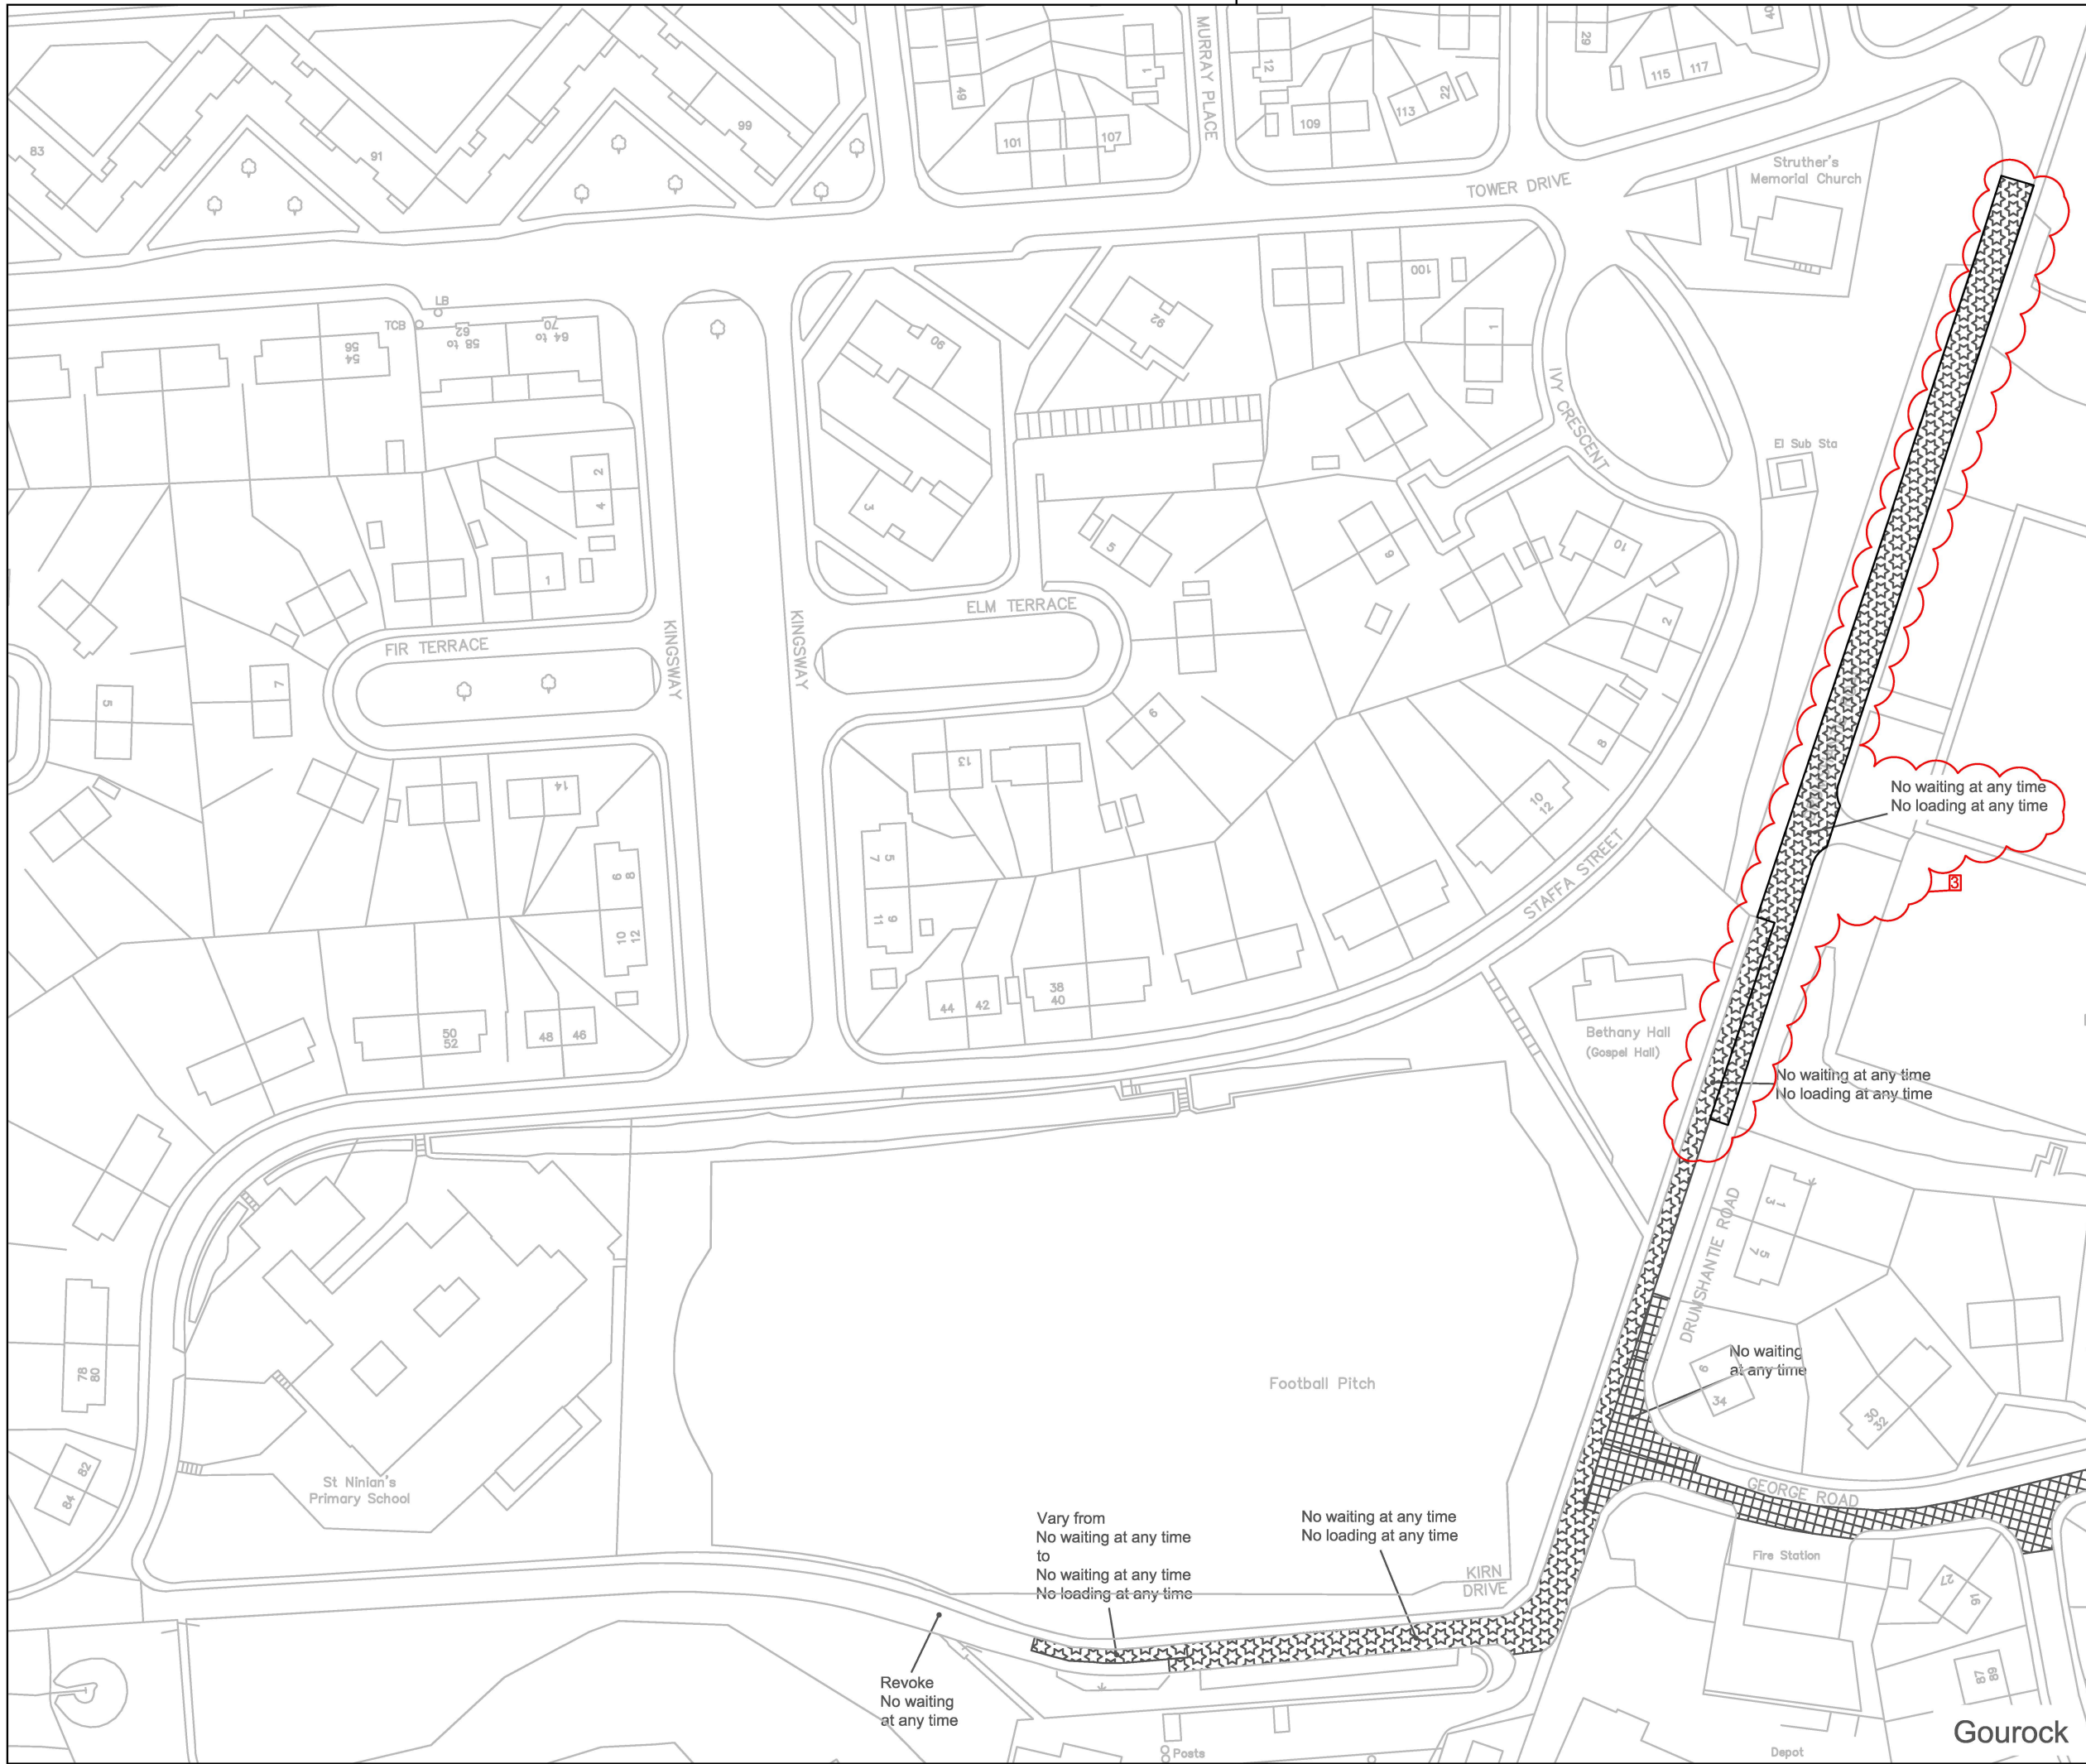 MURRAY PLACE
49
1
12
29
40
115
117
22
113
109
101
107
99
91
83
TOWER DRIVE
Struther's
Memorial Church
LB
TCB
56
54
62
58 to
70
64 to
90
92
100
1
IVY CRESCENT
El Sub Sta
2
4
1
3
5
9
10
2
8
FIR TERRACE
KINGSWAY
KINGSWAY
ELM TERRACE
5
7
14
13
9
10
12
No waiting at any time
No loading at any time
3
6 8
10
12
7 5
11 9
STAFFA STREET
44
42
38
40
50
52
48
46
Bethany Hall
(Gospel Hall)
No waiting at any time
No loading at any time
1
3
5
7
DRUMSHANTIE ROAD
No waiting
at any time
6
34
30
32
78
80
82
84
Football Pitch
St Ninian's
Primary School
GEORGE ROAD
Vary from
No waiting at any time
to
No waiting at any time
No loading at any time
No waiting at any time
No loading at any time
KIRN
DRIVE
Fire Station
27
16
87
89
Revoke
No waiting
at any time
Posts
Depot
Gourock